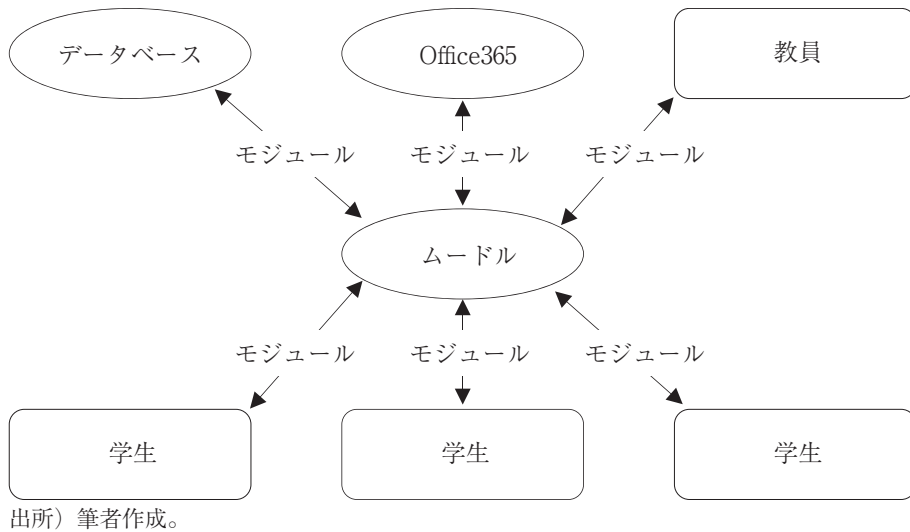 データベース
Office365
教員
モジュール
モジュール
モジュール
ムードル
モジュール
モジュール
モジュール
学生
学生
学生
出所）筆者作成。